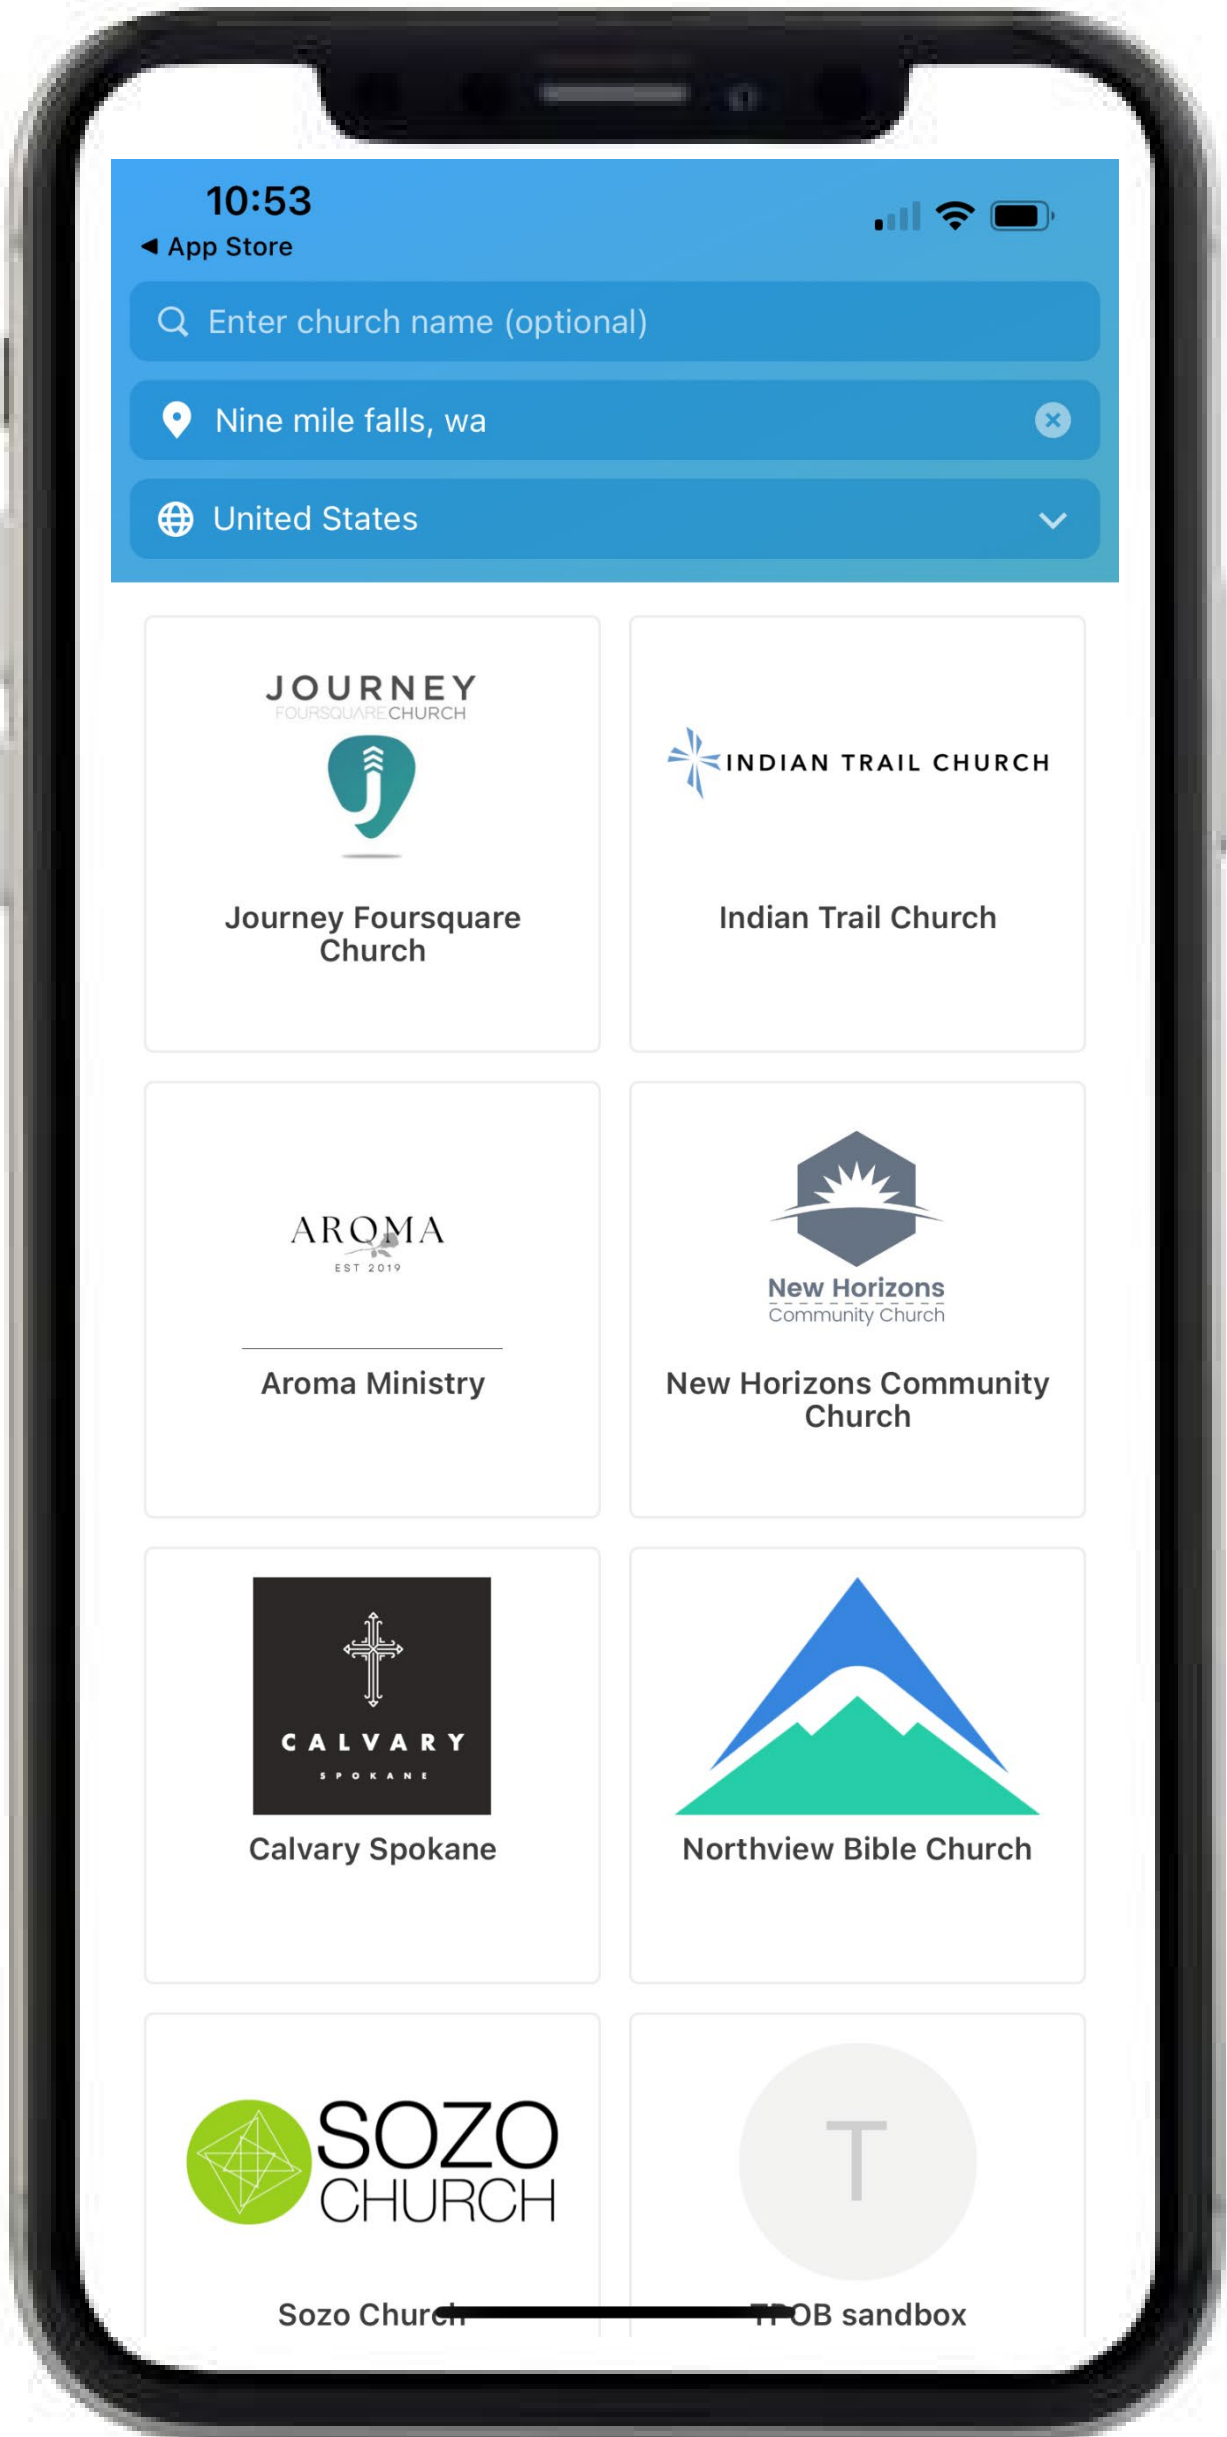 10:53
◀ App Store
Enter church name (optional)
Nine mile falls, wa
United States
JOURNEY
FOURSQUARE CHURCH
Journey Foursquare
Church
INDIAN TRAIL CHURCH
Indian Trail Church
AROMA
EST 2019
Aroma Ministry
New Horizons
Community Church
New Horizons Community
Church
CALVARY
SPOKANE
Calvary Spokane
Northview Bible Church
SOZO
CHURCH
Sozo Church
T
TPOB sandbox